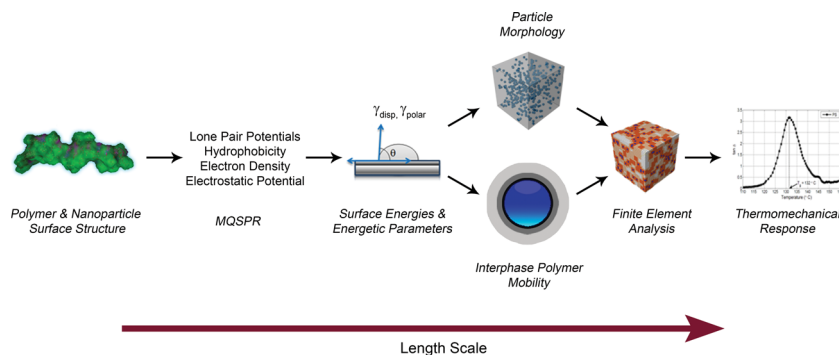 Particle
Morphology
γdisp, γpolar
θ
Lone Pair Potentials
Hydrophobicity
Electron Density
Electrostatic Potential
Polymer & Nanoparticle
Surface Structure
MQSPR
Surface Energies &
Energetic Parameters
Interphase Polymer
Mobility
Finite Element
Analysis
Temperature (°C)
Thermomechanical
Response
Length Scale